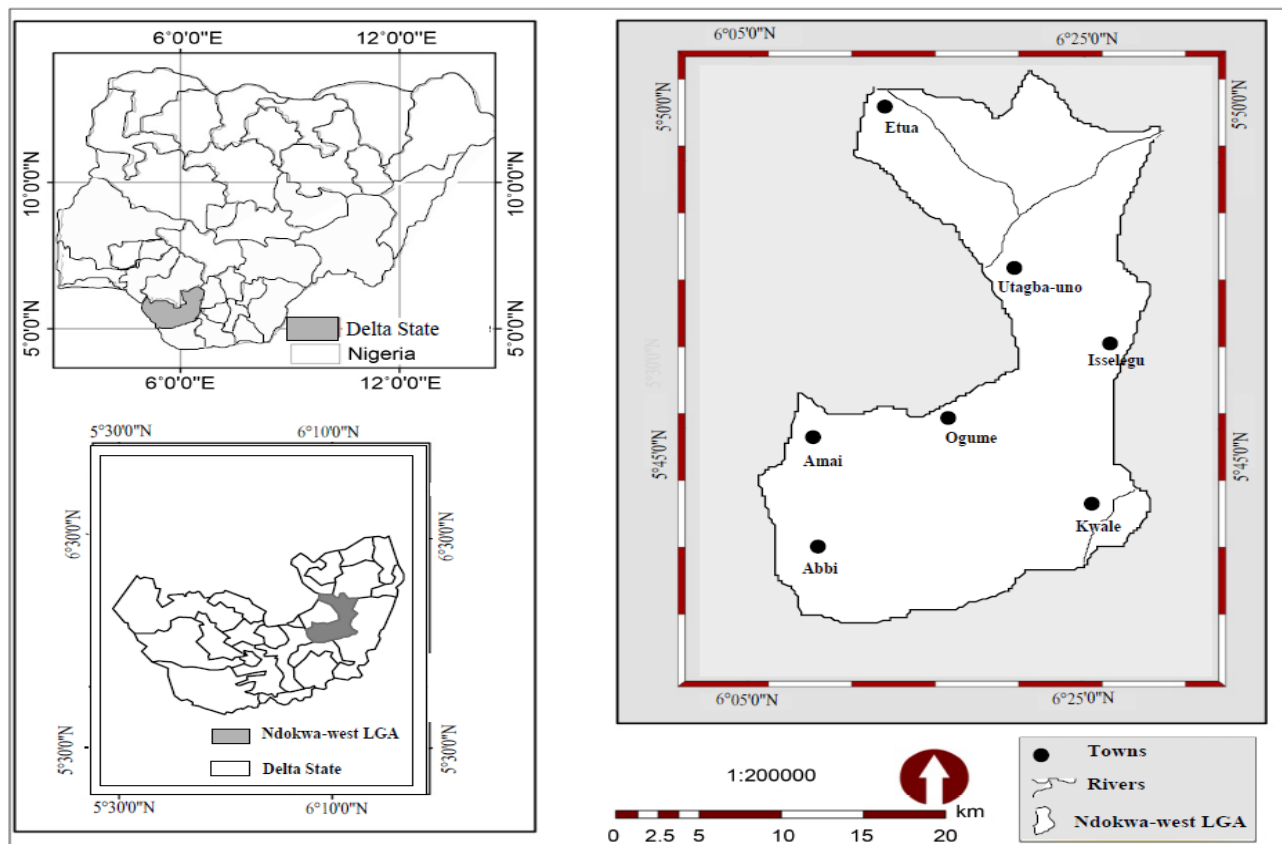 6°0'0"E
12°0'0"E
10°0'0"N
10°0'0"N
5°0'0"N
5°0'0"N
Delta State
Nigeria
6°0'0"E
12°0'0"E
5°30'0"N
6°10'0"N
6°30'0"N
6°30'0"N
Ndokwa-west LGA
Delta State
5°30'0"N
5°30'0"N
5°30'0"N
6°10'0"N
6°05'0"N
6°25'0"N
5°50'0"N
5°50'0"N
Etua
Utagba-uno
5°30'0"N
Isselegu
Ogume
Amai
5°45'0"N
5°45'0"N
Kwale
Abbi
6°05'0"N
6°25'0"N
1:200000
km
0 2.5 5 10 15 20
Towns
Rivers
Ndokwa-west LGA